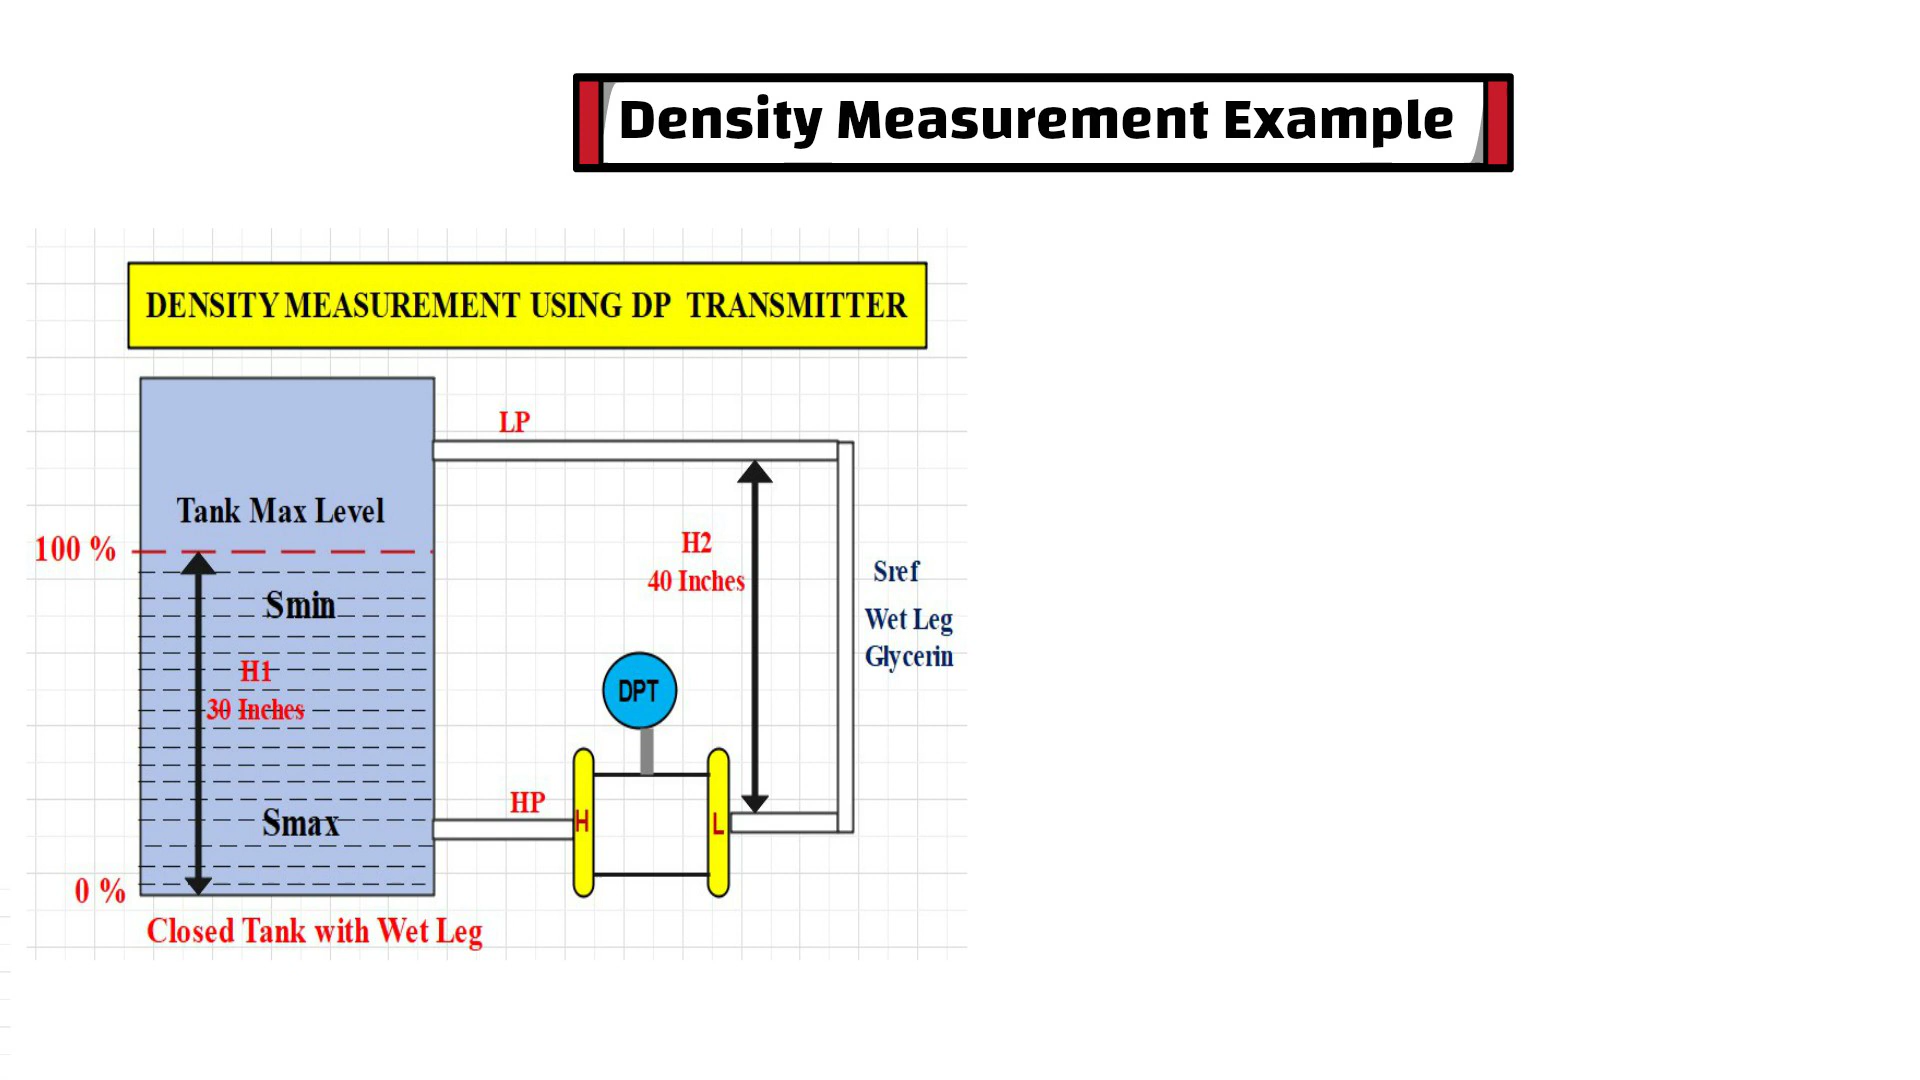 Density Measurement Example
DENSITY MEASUREMENT USING DP TRANSMITTER
LP
Tank Max Level
100 %
H2
40 Inches
Sref
Wet Leg
Glycerin
Smin
H1
30 Inches
DPT
HP
H
L
Smax
0 %
Closed Tank with Wet Leg